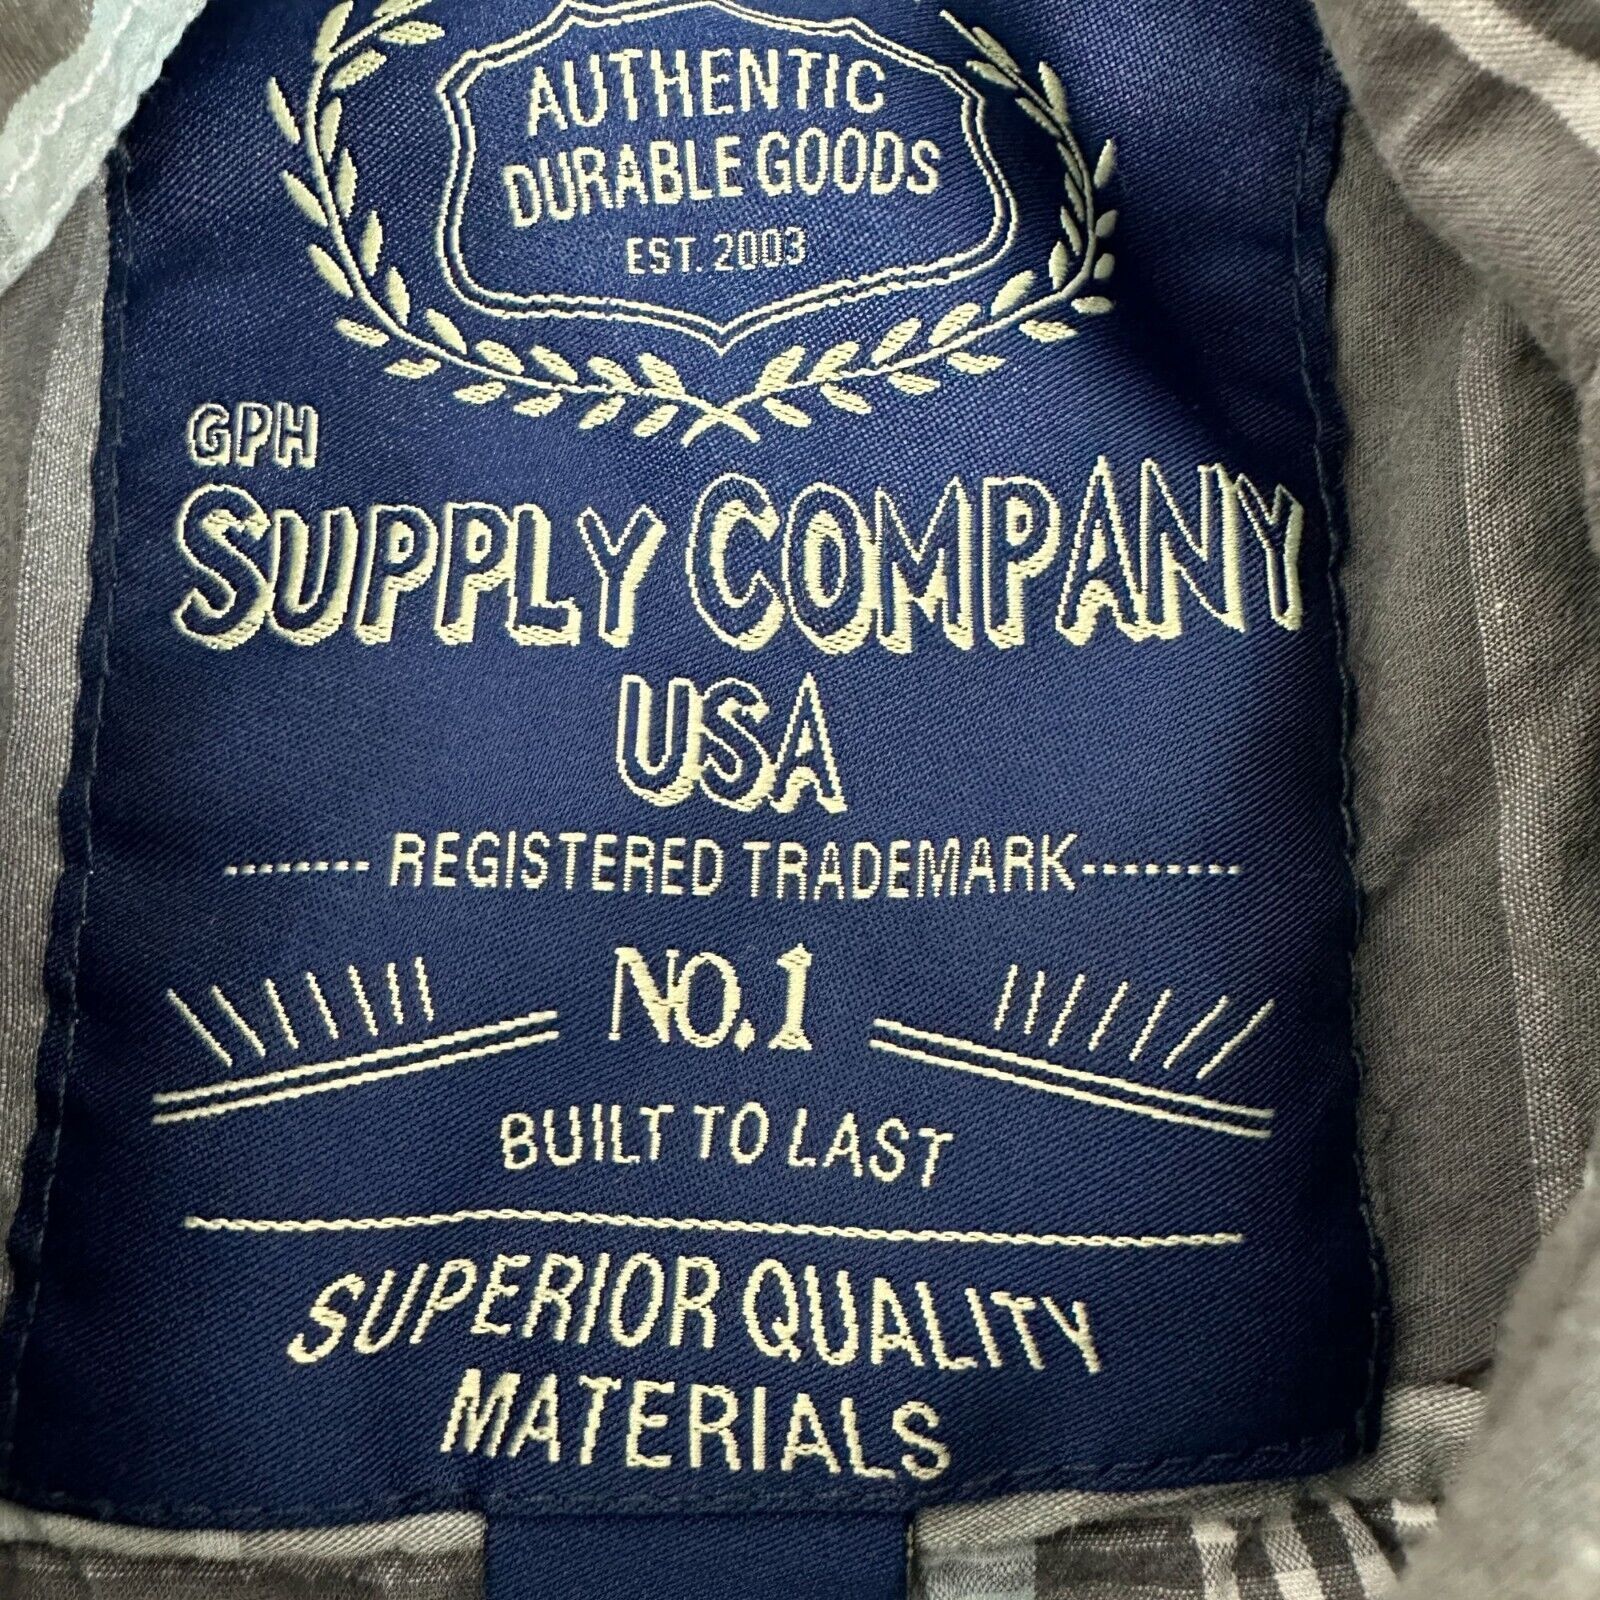 AUTHENTIC
DURABLE GOODS
EST. 2003
GPH
SUPPLY COMPANY
USA
REGISTERED TRADEMARK
NO.1
BUILT TO LAST
SUPERIOR QUALITY
MATERIALS